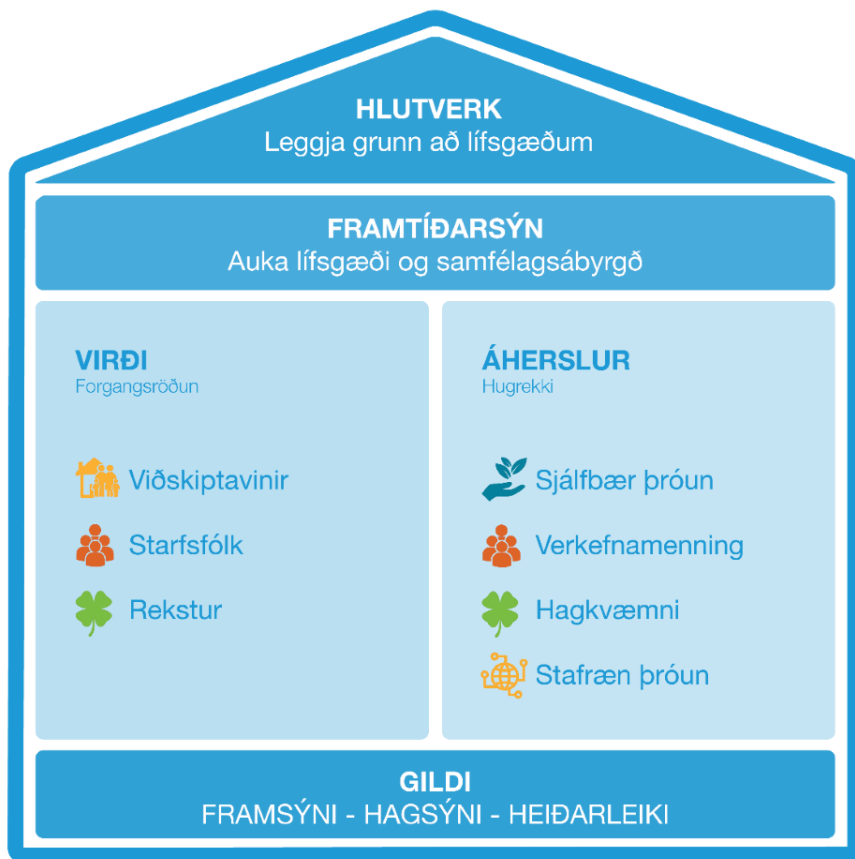 HLUTVERK
Leggja grunn að lífsgæðum
FRAMTÍÐARSÝN
Auka lífsgæði og samfélagsábyrgð
VIRÐI
Forgangsröðun
Viðskiptavinir
Starfsfólk
Rekstur
ÁHERSLUR
Hugrekki
Sjálfbær þróun
Verkefnamenning
Hagkvæmni
Stafræn þróun
GILDI
FRAMSÝNI - HAGSÝNI - HEIÐARLEIKI